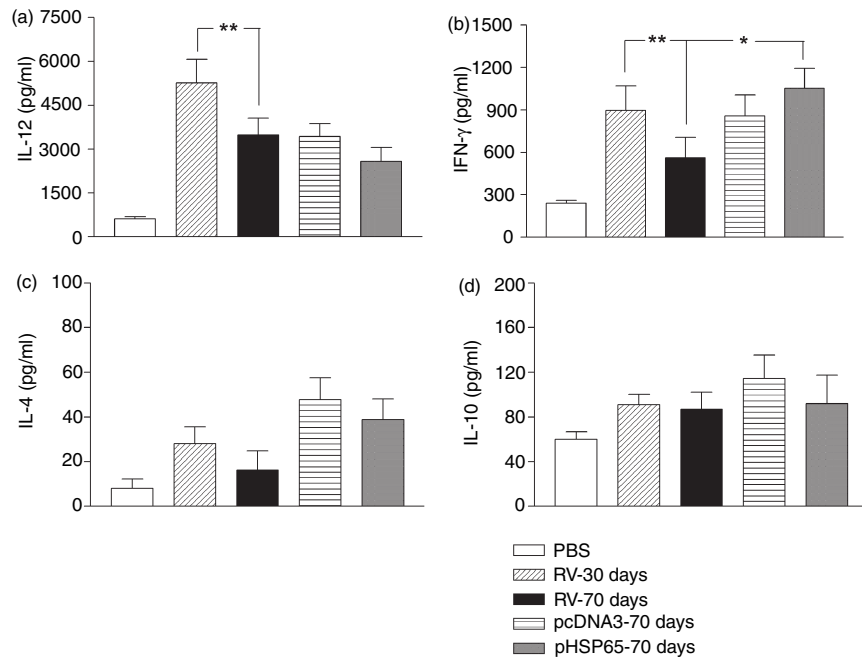 (a)
7500
6000
4500
3000
1500
0
IL-12 (pg/ml)
**
(b)
1500
1200
900
600
300
0
IFN-γ (pg/ml)
**
*
(c)
100
80
60
40
20
0
IL-4 (pg/ml)
(d)
200
160
120
80
40
0
IL-10 (pg/ml)
PBS
RV-30 days
RV-70 days
pcDNA3-70 days
pHSP65-70 days